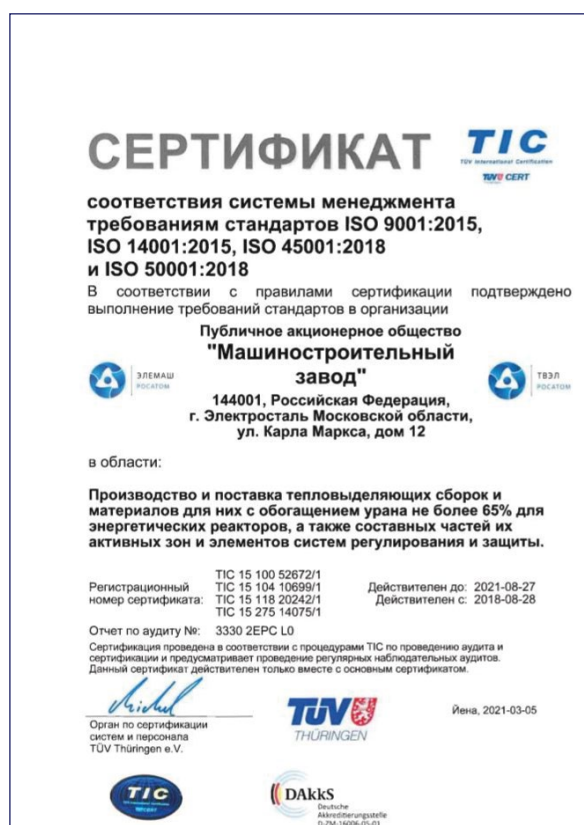 СЕРТИФИКАТ
TIC
TÜV International Certification
TÜV CERT
соответствия системы менеджмента
требованиям стандартов ISO 9001:2015,
ISO 14001:2015, ISO 45001:2018
и ISO 50001:2018
В соответствии с правилами сертификации подтверждено
выполнение требований стандартов в организации
Публичное акционерное общество
"Машиностроительный
завод"
ЭЛЕМАШ
РОСАТОМ
ТВЭЛ
РОСАТОМ
144001, Российская Федерация,
г. Электросталь Московской области,
ул. Карла Маркса, дом 12
в области:
Производство и поставка тепловыделяющих сборок и
материалов для них с обогащением урана не более 65% для
энергетических реакторов, а также составных частей их
активных зон и элементов систем регулирования и защиты.
Регистрационный
номер сертификата:
TIC 15 100 52672/1
TIC 15 104 10699/1
TIC 15 118 20242/1
TIC 15 275 14075/1
Действителен до: 2021-08-27
Действителен с: 2018-08-28
Отчет по аудиту №: 3330 2EPC L0
Сертификация проведена в соответствии с процедурами TIC по проведению аудита и
сертификации и предусматривает проведение регулярных наблюдательных аудитов.
Данный сертификат действителен только вместе с основным сертификатом.
Орган по сертификации
систем и персонала
TÜV Thüringen e.V.
TÜV
THÜRINGEN
Йена, 2021-03-05
TIC
DAkkS
Deutsche
Akkreditierungsstelle
D-ZM-16006-05-01